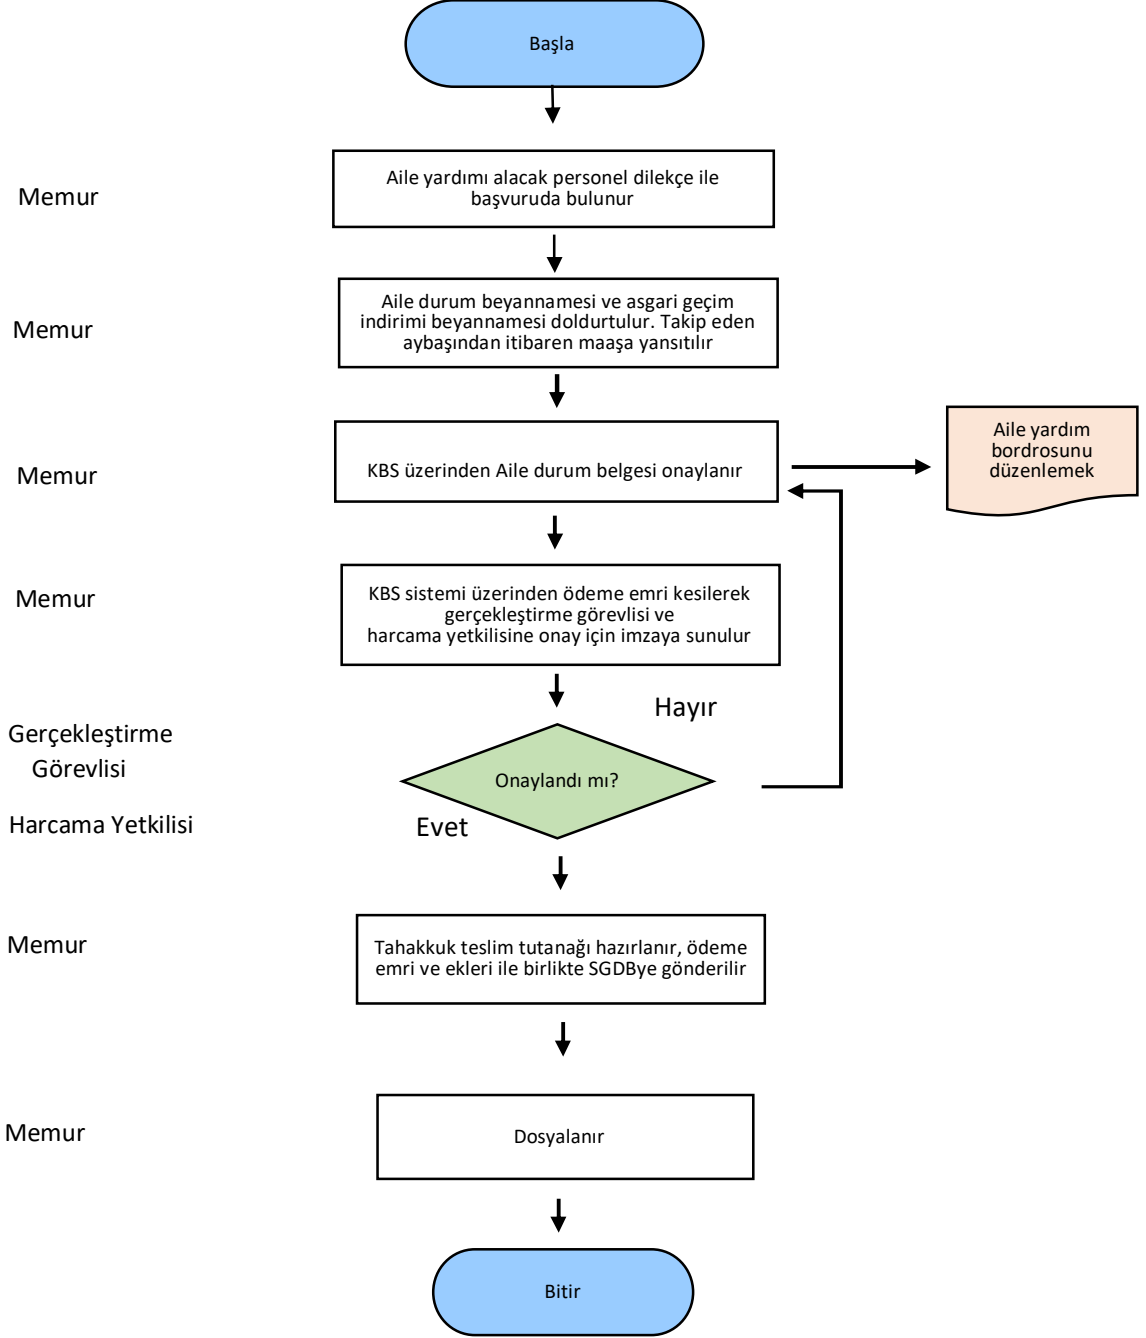 Başla
Memur
Aile yardımı alacak personel dilekçe ile
başvuruda bulunur
Memur
Aile durum beyannamesi ve asgari geçim
indirimi beyannamesi doldurtulur. Takip eden
aybaşından itibaren maaşa yansıtılır
Memur
KBS üzerinden Aile durum belgesi onaylanır
Aile yardım
bordrosunu
düzenlemek
Memur
KBS sistemi üzerinden ödeme emri kesilerek
gerçekleştirme görevlisi ve
harcama yetkilisine onay için imzaya sunulur
Hayır
Gerçekleştirme
Görevlisi
Onaylandı mı?
Harcama Yetkilisi
Evet
Memur
Tahakkuk teslim tutanağı hazırlanır, ödeme
emri ve ekleri ile birlikte SGDBye gönderilir
Memur
Dosyalanır
Bitir